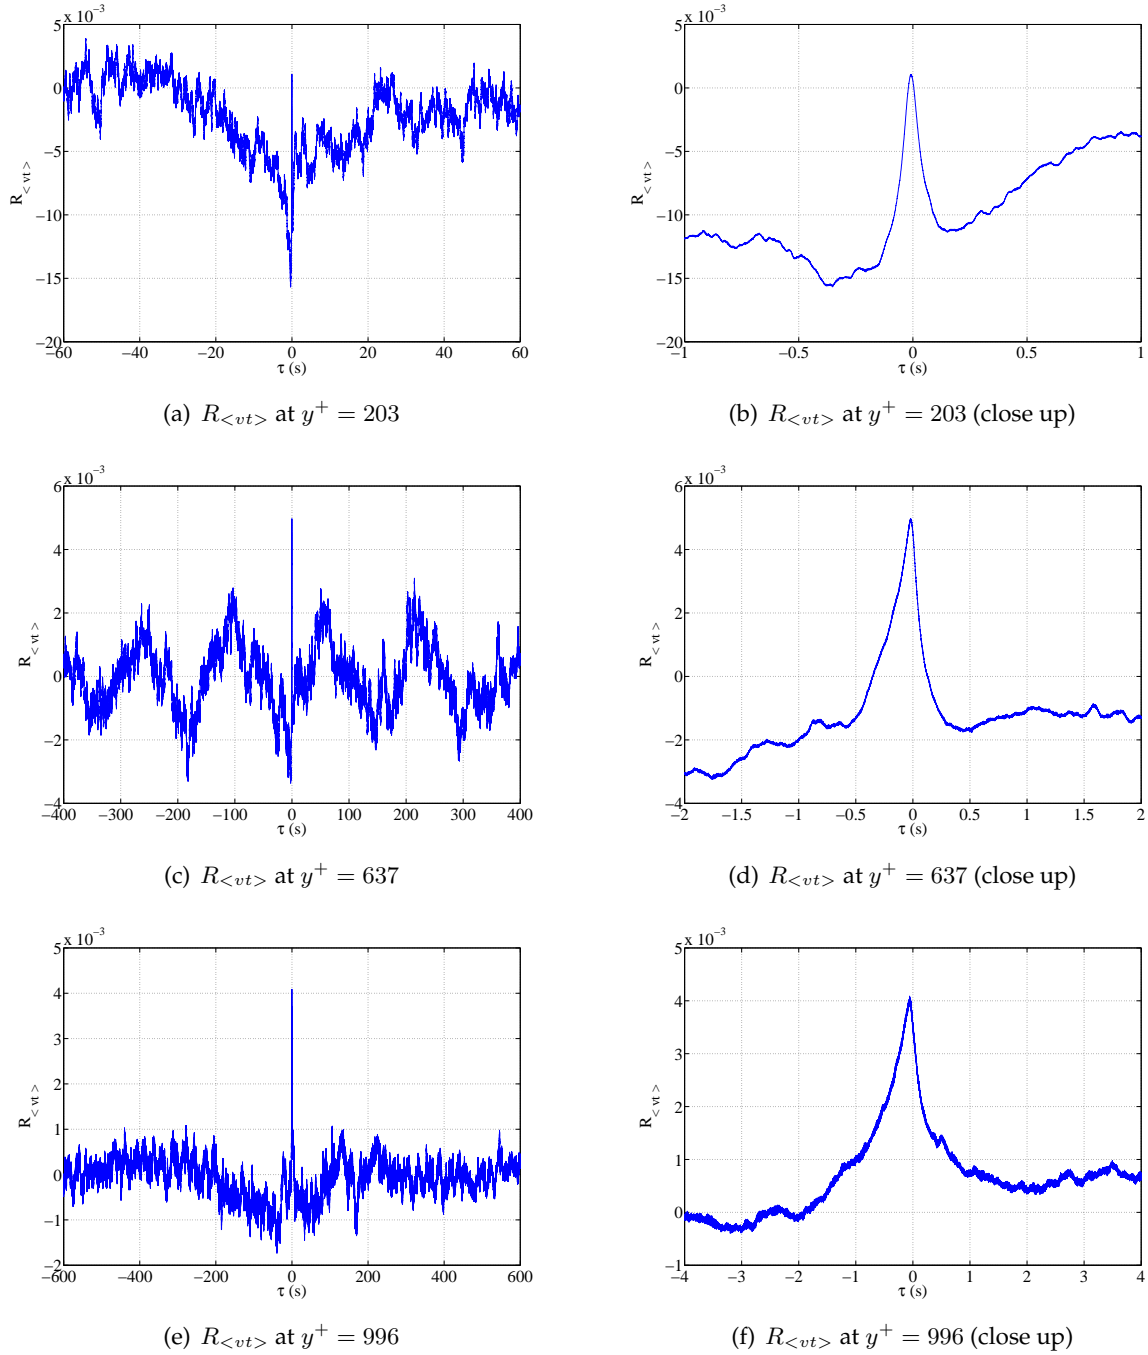 x 10⁻³
5
0
−5
−10
−15
−20
R< vt >
−60 −40 −20 0 20 40 60
τ (s)
(a) R<vt> at y⁺ = 203
x 10⁻³
5
0
−5
−10
−15
−20
R< vt >
−1 −0.5 0 0.5 1
τ (s)
(b) R<vt> at y⁺ = 203 (close up)
x 10⁻³
6
4
2
0
−2
−4
R< vt >
−400 −300 −200 −100 0 100 200 300 400
τ (s)
(c) R<vt> at y⁺ = 637
x 10⁻³
6
4
2
0
−2
−4
R< vt >
−2 −1.5 −1 −0.5 0 0.5 1 1.5 2
τ (s)
(d) R<vt> at y⁺ = 637 (close up)
x 10⁻³
5
4
3
2
1
0
−1
−2
R< vt >
−600 −400 −200 0 200 400 600
τ (s)
(e) R<vt> at y⁺ = 996
x 10⁻³
5
4
3
2
1
0
−1
R< vt >
−4 −3 −2 −1 0 1 2 3 4
τ (s)
(f) R<vt> at y⁺ = 996 (close up)